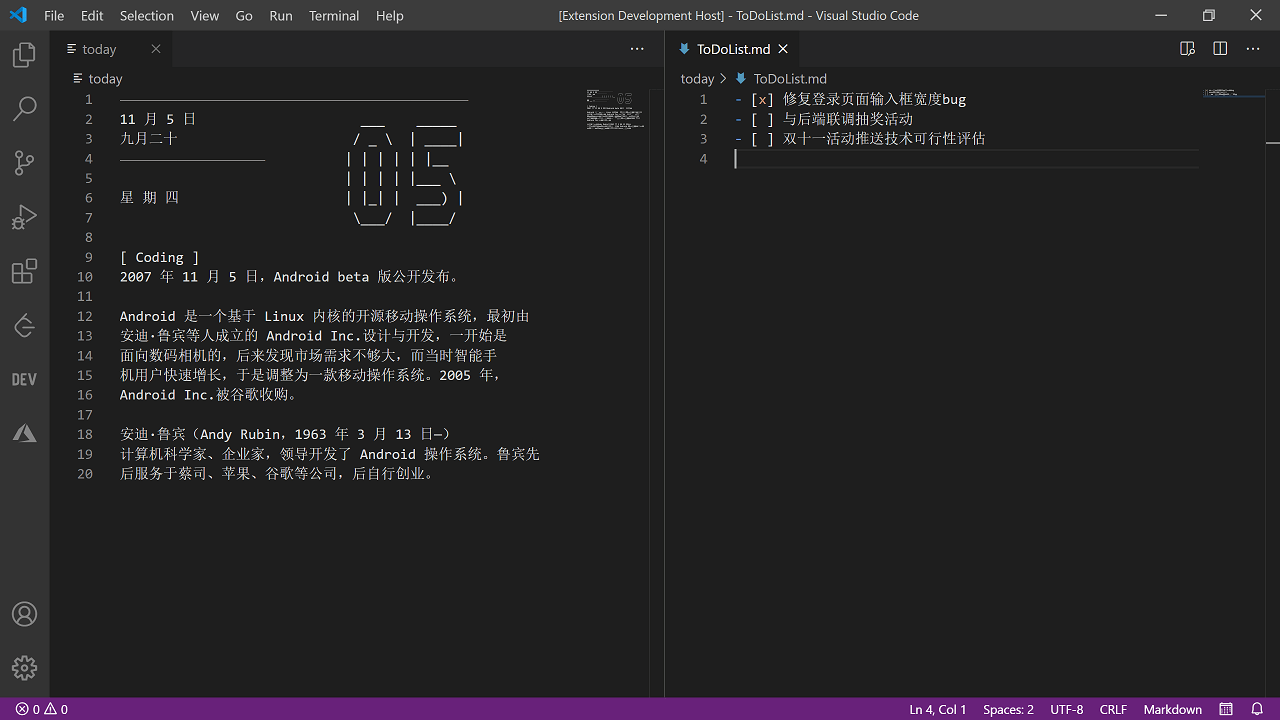 File Edit Selection View Go Run Terminal Help [Extension Development Host] - ToDoList.md - Visual Studio Code
today
today
1
2 11 月 5 日
3 九月二十
4
5
6 星 期 四
7
8
9 [ Coding ]
10 2007 年 11 月 5 日，Android beta 版公开发布。
11
12 Android 是一个基于 Linux 内核的开源移动操作系统，最初由
13 安迪·鲁宾等人成立的 Android Inc.设计与开发，一开始是
14 面向数码相机的，后来发现市场需求不够大，而当时智能手
15 机用户快速增长，于是调整为一款移动操作系统。2005 年，
16 Android Inc.被谷歌收购。
17
18 安迪·鲁宾（Andy Rubin，1963 年 3 月 13 日—）
19 计算机科学家、企业家，领导开发了 Android 操作系统。鲁宾先
20 后服务于蔡司、苹果、谷歌等公司，后自行创业。
05
ToDoList.md
today > ToDoList.md
1 - [x] 修复登录页面输入框宽度bug
2 - [ ] 与后端联调抽奖活动
3 - [ ] 双十一活动推送技术可行性评估
4
DEV
0 0 Ln 4, Col 1 Spaces: 2 UTF-8 CRLF Markdown